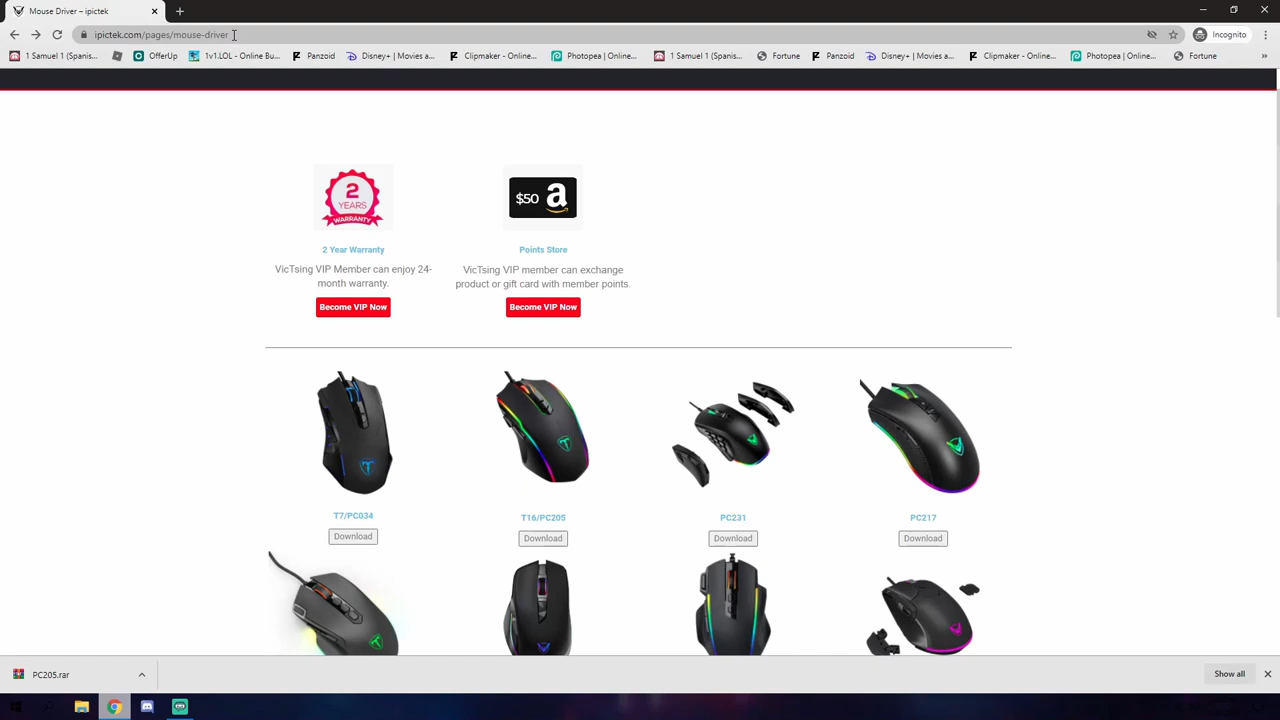 Mouse Driver – ipictek
ipictek.com/pages/mouse-driver
Incognito
1 Samuel 1 (Spanis...
OfferUp
1v1.LOL - Online Bu...
Panzoid
Disney+ | Movies a...
Clipmaker - Online...
Photopea | Online...
1 Samuel 1 (Spanis...
Fortune
Panzoid
Disney+ | Movies a...
Clipmaker - Online...
Photopea | Online...
Fortune
»
2
YEARS
WARRANTY
$50 a
2 Year Warranty
Points Store
VicTsing VIP Member can enjoy 24-
month warranty.
VicTsing VIP member can exchange
product or gift card with member points.
Become VIP Now
Become VIP Now
T7/PC034
T16/PC205
PC231
PC217
Download
Download
Download
Download
PC205.rar
Show all